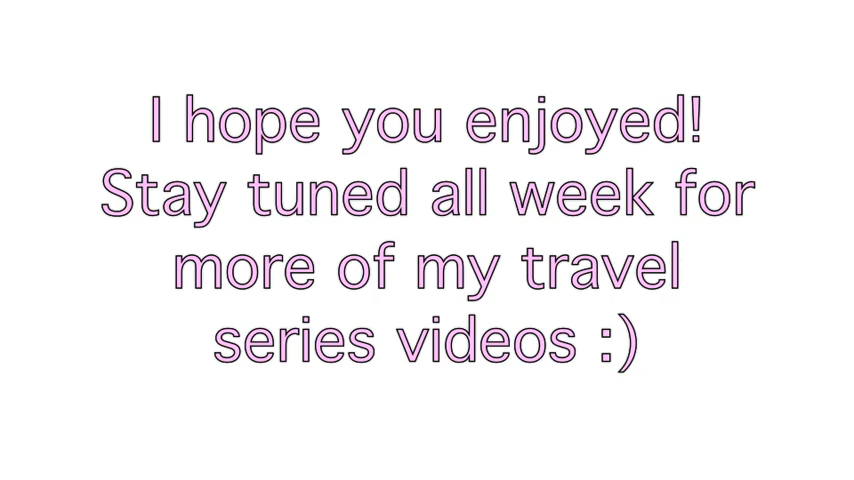 I hope you enjoyed!
Stay tuned all week for
more of my travel
series videos :)